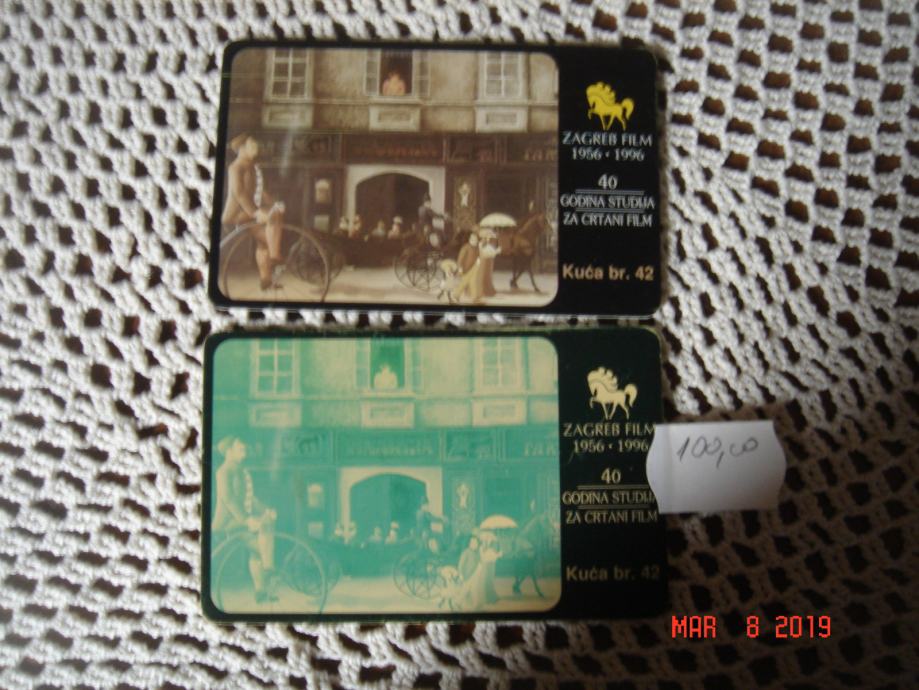 ZAGREB FILM
1956 • 1996
40
GODINA STUDIJA
ZA CRTANI FILM
Kuća br. 42
ZAGREB FILM
1956 • 1996
40
GODINA STUDIJA
ZA CRTANI FILM
Kuća br. 42
100,00
MAR 8 2019